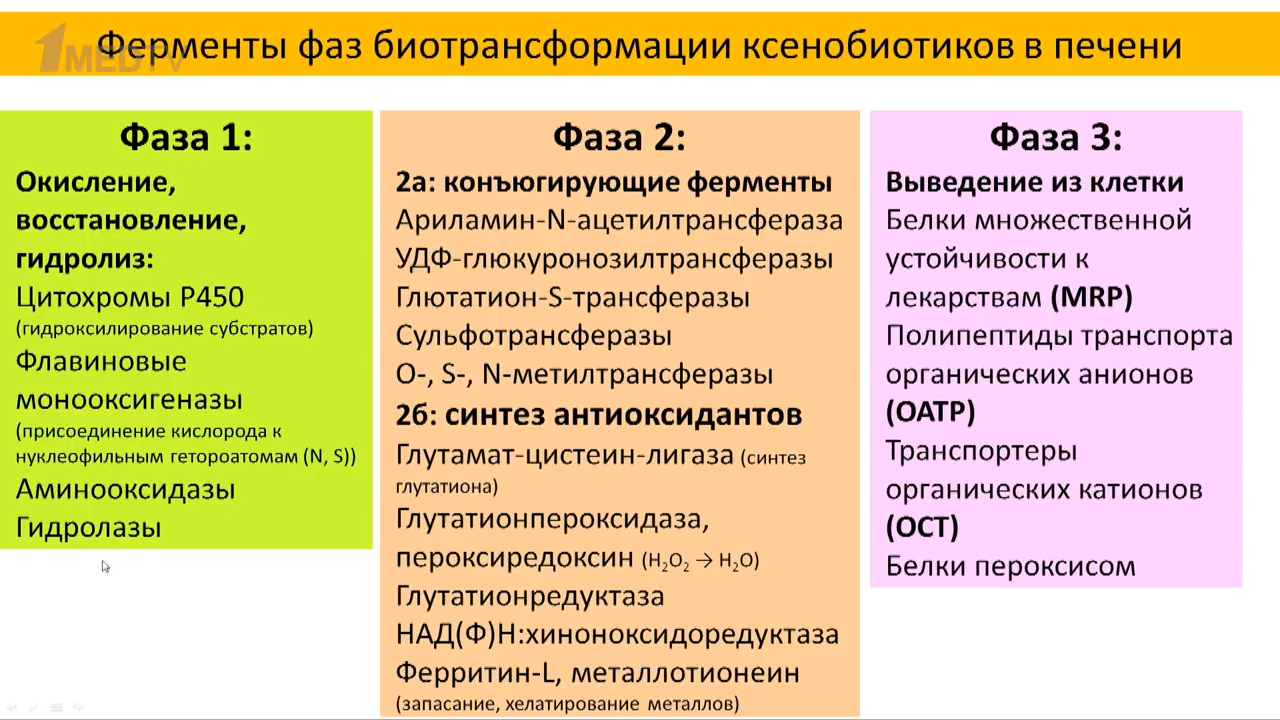 Ферменты фаз биотрансформации ксенобиотиков в печени
1MEDTV
Фаза 1:
Окисление,
восстановление,
гидролиз:
Цитохромы P450
(гидроксилирование субстратов)
Флавиновые
монооксигеназы
(присоединение кислорода к
нуклеофильным гетороатомам (N, S))
Аминооксидазы
Гидролазы
Фаза 2:
2а: конъюгирующие ферменты
Ариламин-N-ацетилтрансфераза
УДФ-глюкуронозилтрансферазы
Глютатион-S-трансферазы
Сульфотрансферазы
O-, S-, N-метилтрансферазы
2б: синтез антиоксидантов
Глутамат-цистеин-лигаза (синтез
глутатиона)
Глутатионпероксидаза,
пероксиредоксин (H₂O₂ → H₂O)
Глутатионредуктаза
НАД(Ф)Н:хиноноксидоредуктаза
Ферритин-L, металлотионеин
(запасание, хелатирование металлов)
Фаза 3:
Выведение из клетки
Белки множественной
устойчивости к
лекарствам (MRP)
Полипептиды транспорта
органических анионов
(OATP)
Транспортеры
органических катионов
(OCT)
Белки пероксисом